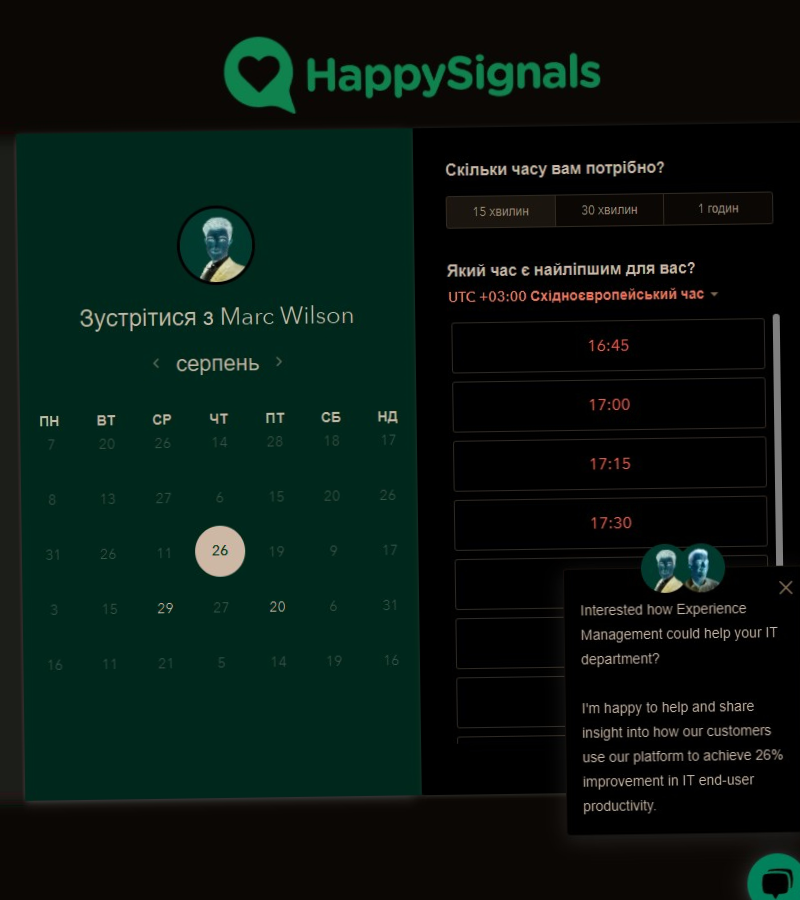 HappySignals
Зустрітися з Marc Wilson
серпень
ПН ВТ СР ЧТ ПТ СБ НД
7 20 26 14 28 18 17
8 13 27 6 15 20 26
31 26 11 26 19 9 17
3 15 29 27 20 6 31
16 11 21 5 14 19 16
Скільки часу вам потрібно?
15 хвилин 30 хвилин 1 годин
Який час є найліпшим для вас?
UTC +03:00 Східноєвропейський час
16:45
17:00
17:15
17:30
Interested how Experience
Management could help your IT
department?
I'm happy to help and share
insight into how our customers
use our platform to achieve 26%
improvement in IT end-user
productivity.